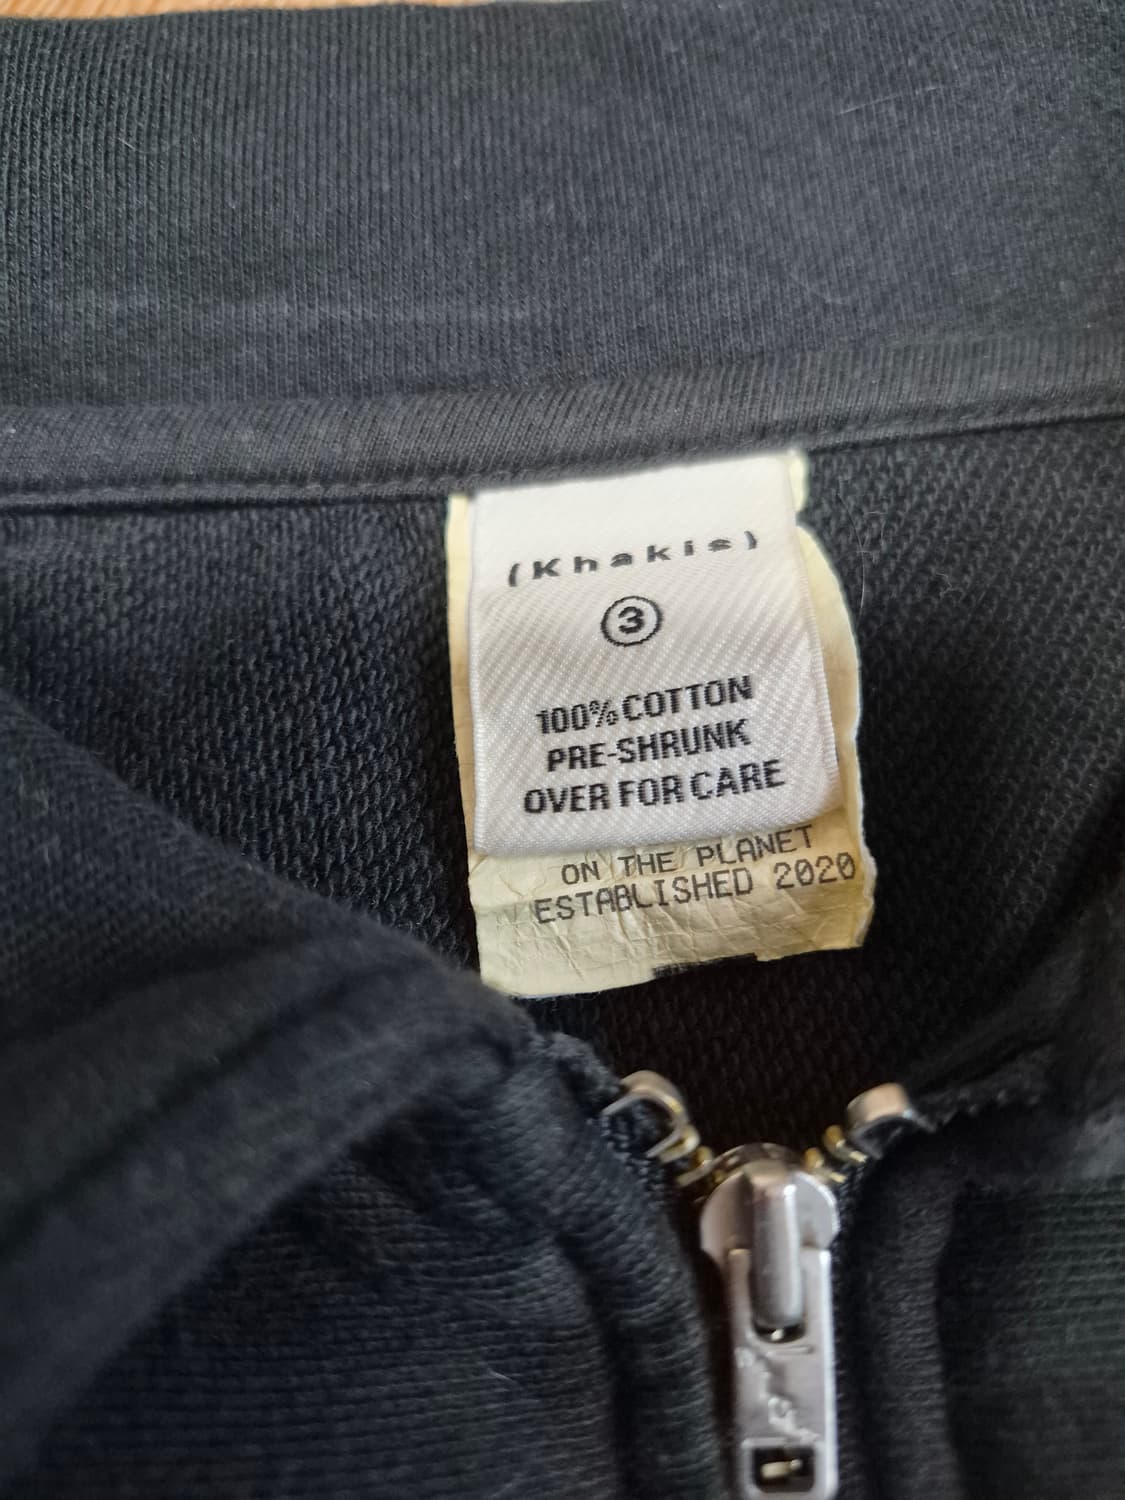 (Khakis)
3
100% COTTON
PRE-SHRUNK
OVER FOR CARE
ON THE PLANET
ESTABLISHED 2020